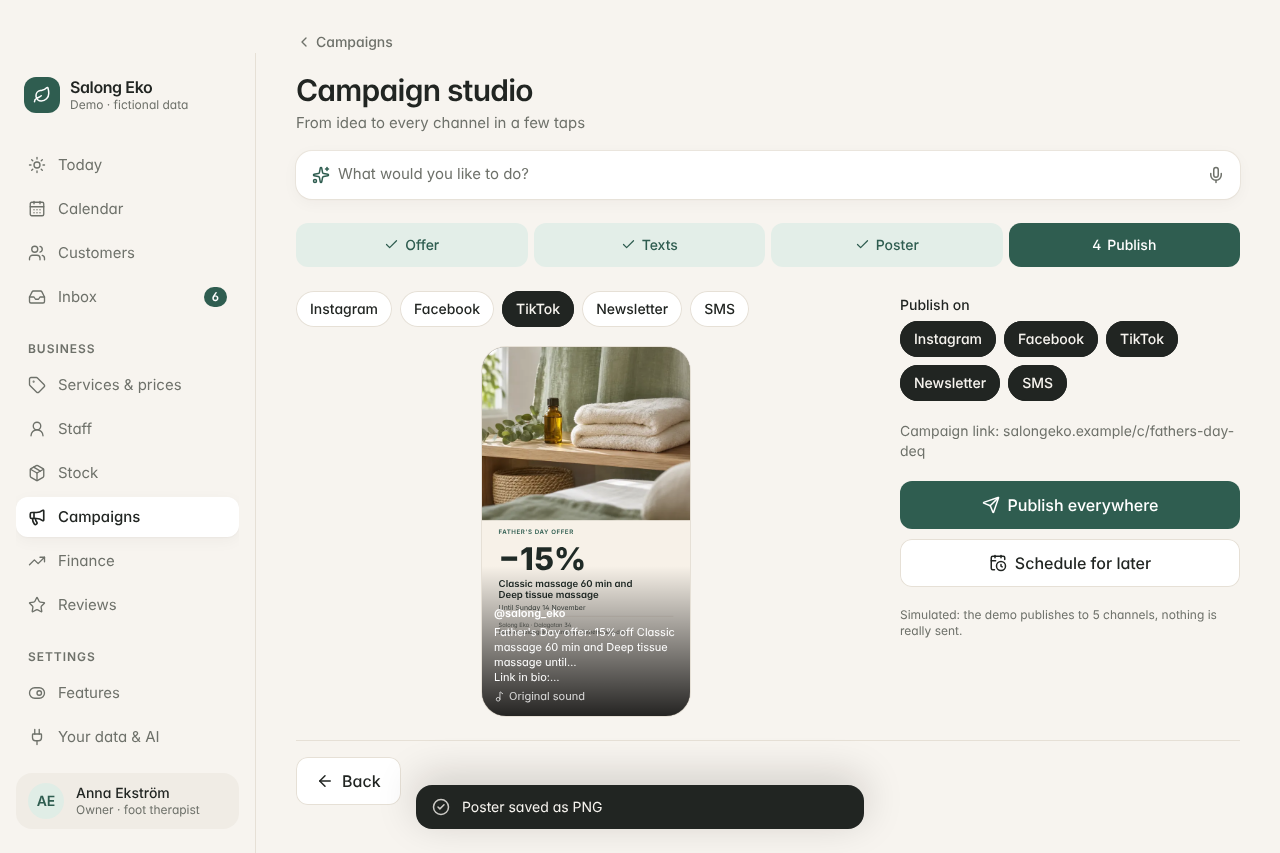 Campaigns
Salong Eko
Demo · fictional data
Today
Calendar
Customers
Inbox
6
BUSINESS
Services & prices
Staff
Stock
Campaigns
Finance
Reviews
SETTINGS
Features
Your data & AI
AE
Anna Ekström
Owner · foot therapist
Campaign studio
From idea to every channel in a few taps
What would you like to do?
Offer
Texts
Poster
4 Publish
Instagram
Facebook
TikTok
Newsletter
SMS
FATHER'S DAY OFFER
−15%
Classic massage 60 min and
Deep tissue massage
Until Sunday 14 November
@salong_eko
Salong Eko · Dalagatan 34
Father's Day offer: 15% off Classic
massage 60 min and Deep tissue
massage until...
Link in bio:...
Original sound
Publish on
Instagram
Facebook
TikTok
Newsletter
SMS
Campaign link: salongeko.example/c/fathers-day-
deq
Publish everywhere
Schedule for later
Simulated: the demo publishes to 5 channels, nothing is
really sent.
Back
Poster saved as PNG